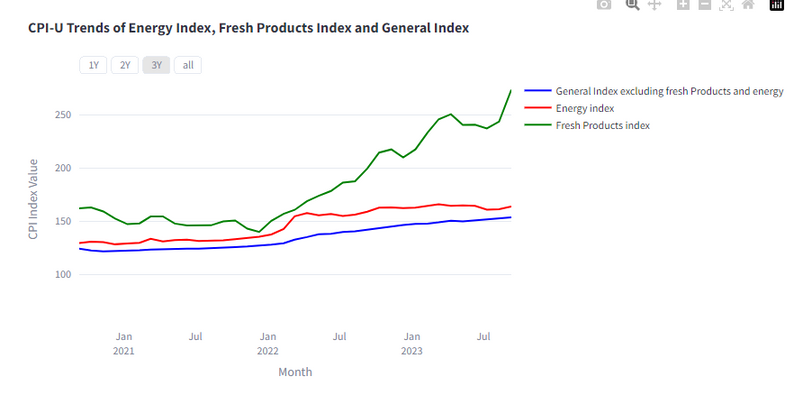 CPI-U Trends of Energy Index, Fresh Products Index and General Index
1Y 2Y 3Y all
General Index excluding fresh Products and energy
Energy index
Fresh Products index
CPI Index Value
250
200
150
100
Jan Jul Jan Jul Jan Jul
2021 2022 2023
Month